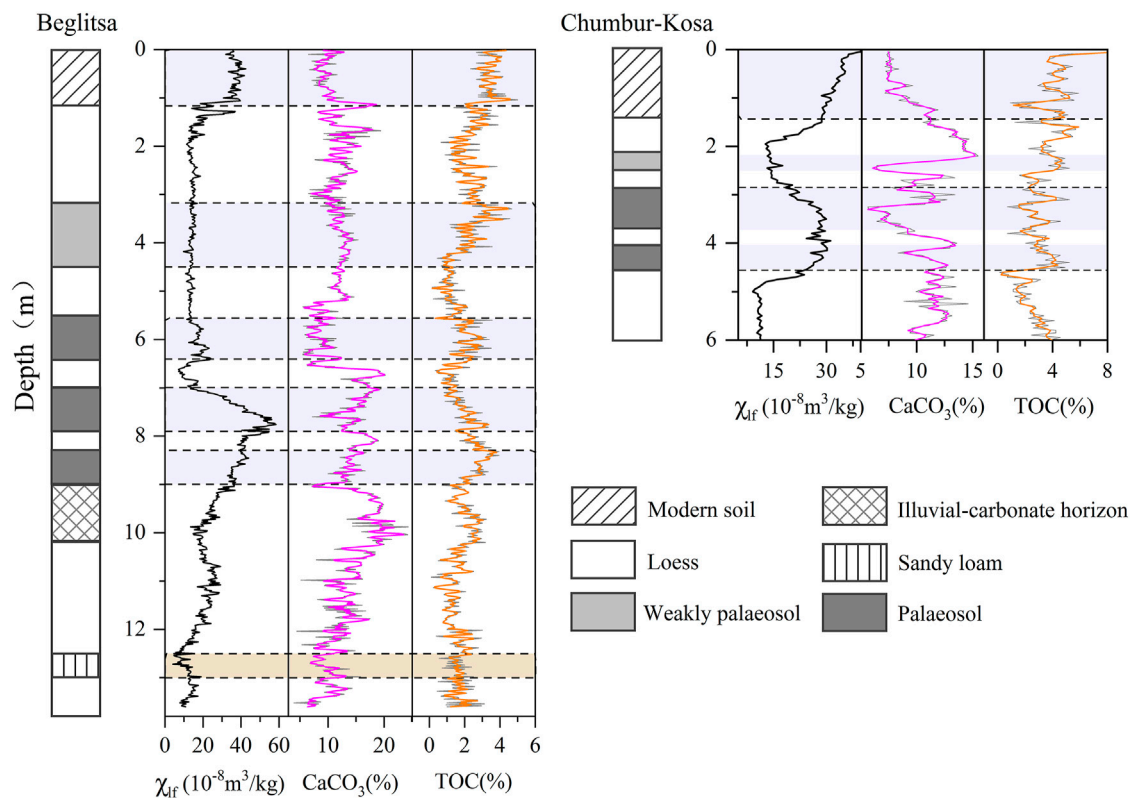 Beglitsa
Chumbur-Kosa
Depth (m)
0
2
4
6
8
10
12
0 20 40 60
10 20
0 2 4 6
χlf (10⁻⁸m³/kg) CaCO₃(%) TOC(%)
0
2
4
6
15 30
5 10 15
0 4 8
χlf (10⁻⁸m³/kg) CaCO₃(%) TOC(%)
Modern soil
Illuvial-carbonate horizon
Loess
Sandy loam
Weakly palaeosol
Palaeosol